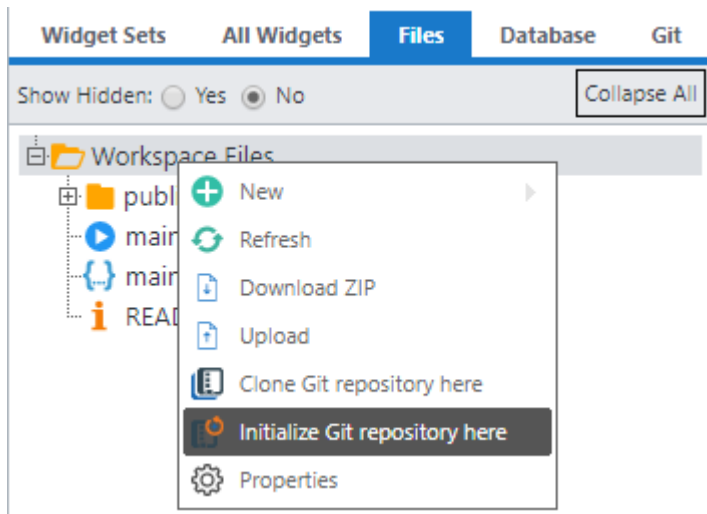 Widget Sets All Widgets Files Database Git
Show Hidden: Yes No Collapse All
Workspace Files
publi
New
main
Refresh
main
Download ZIP
READ
Upload
Clone Git repository here
Initialize Git repository here
Properties